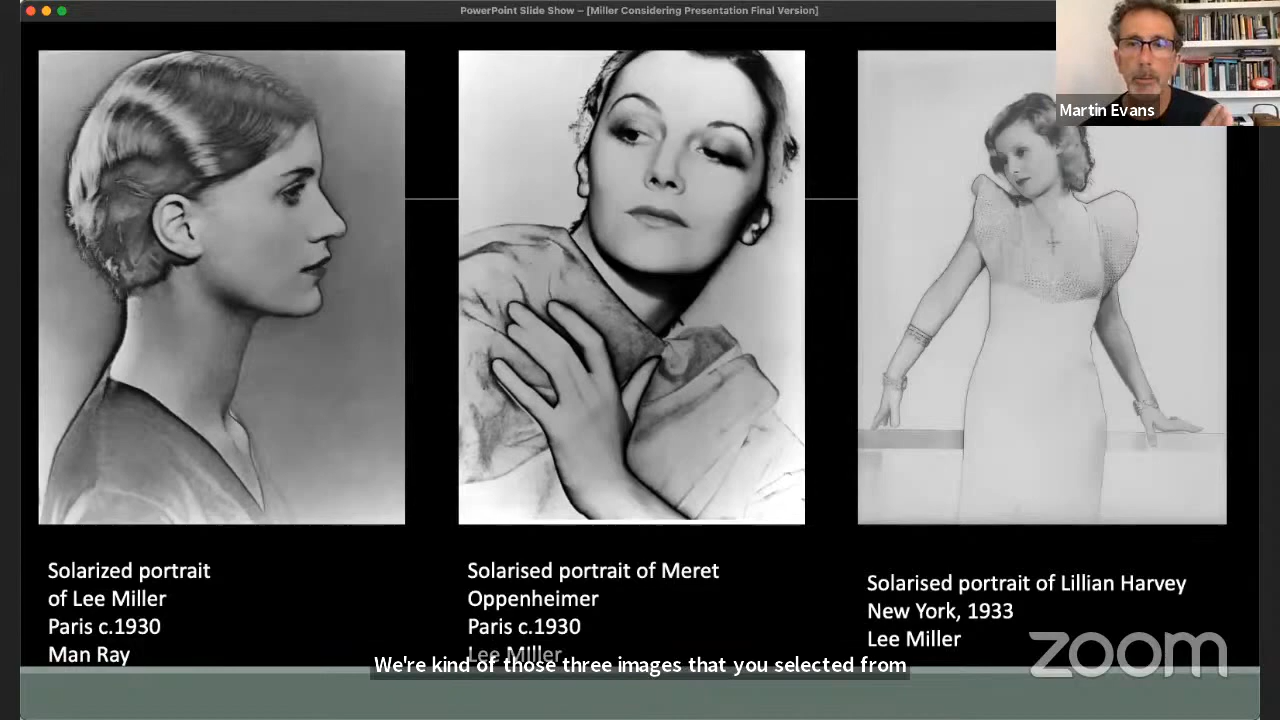 PowerPoint Slide Show – [Miller Considering Presentation Final Version]
Martin Evans
Solarized portrait
of Lee Miller
Paris c.1930
Man Ray
Solarised portrait of Meret
Oppenheimer
Paris c.1930
Lee Miller
Solarised portrait of Lillian Harvey
New York, 1933
Lee Miller
We're kind of those three images that you selected from
zoom